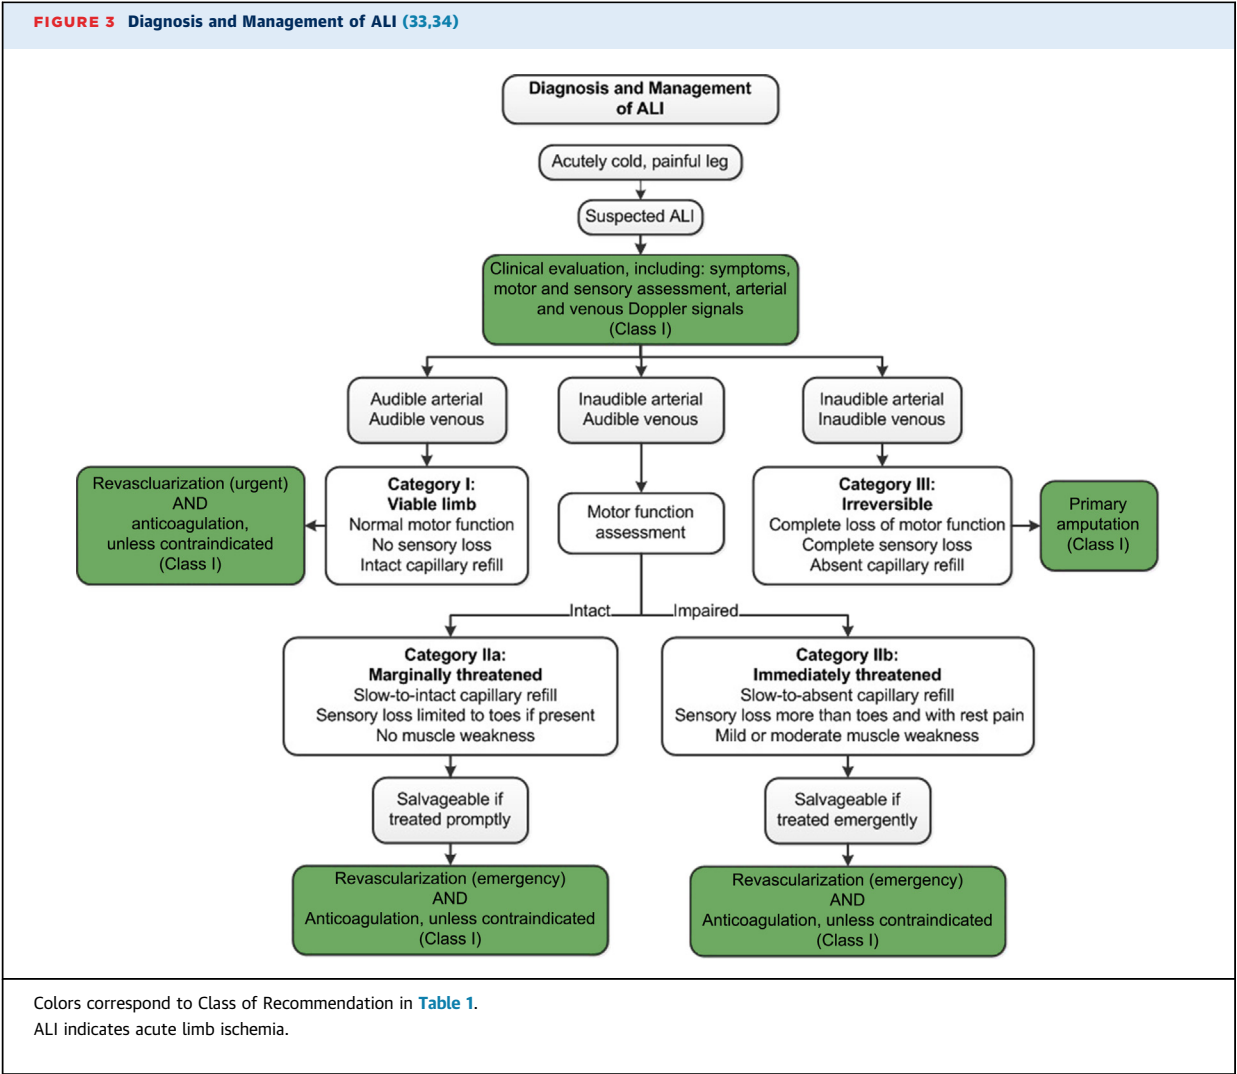 FIGURE 3 Diagnosis and Management of ALI (33,34)
Diagnosis and Management
of ALI
Acutely cold, painful leg
Suspected ALI
Clinical evaluation, including: symptoms,
motor and sensory assessment, arterial
and venous Doppler signals
(Class I)
Audible arterial
Audible venous
Inaudible arterial
Audible venous
Inaudible arterial
Inaudible venous
Revascluarization (urgent)
AND
anticoagulation,
unless contraindicated
(Class I)
Category I:
Viable limb
Normal motor function
No sensory loss
Intact capillary refill
Motor function
assessment
Category III:
Irreversible
Complete loss of motor function
Complete sensory loss
Absent capillary refill
Primary
amputation
(Class I)
Intact
Impaired
Category IIa:
Marginally threatened
Slow-to-intact capillary refill
Sensory loss limited to toes if present
No muscle weakness
Category IIb:
Immediately threatened
Slow-to-absent capillary refill
Sensory loss more than toes and with rest pain
Mild or moderate muscle weakness
Salvageable if
treated promptly
Salvageable if
treated emergently
Revascularization (emergency)
AND
Anticoagulation, unless contraindicated
(Class I)
Revascularization (emergency)
AND
Anticoagulation, unless contraindicated
(Class I)
Colors correspond to Class of Recommendation in Table 1.
ALI indicates acute limb ischemia.